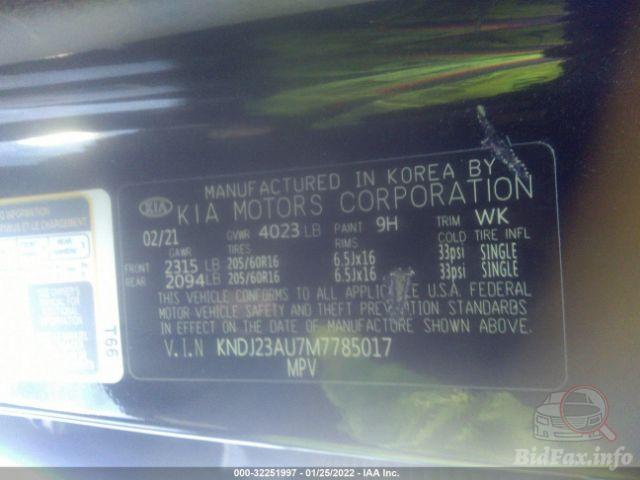 MANUFACTURED IN KOREA BY
KIA KIA MOTORS CORPORATION
02/21 GVWR 4023 LB PAINT 9H TRIM WK
GAWR TIRES RIMS COLD TIRE INFL
FRONT 2315 LB 205/60R16 6.5Jx16 33psi SINGLE
REAR 2094 LB 205/60R16 6.5Jx16 33psi SINGLE
THIS VEHICLE CONFORMS TO ALL APPLICABLE U.S.A. FEDERAL
MOTOR VEHICLE SAFETY AND THEFT PREVENTION STANDARDS
IN EFFECT ON THE DATE OF MANUFACTURE SHOWN ABOVE.
V.I.N KNDJ23AU7M7785017
MPV
T66
BidFax.info
000-32251997 - 01/25/2022 - IAA Inc.